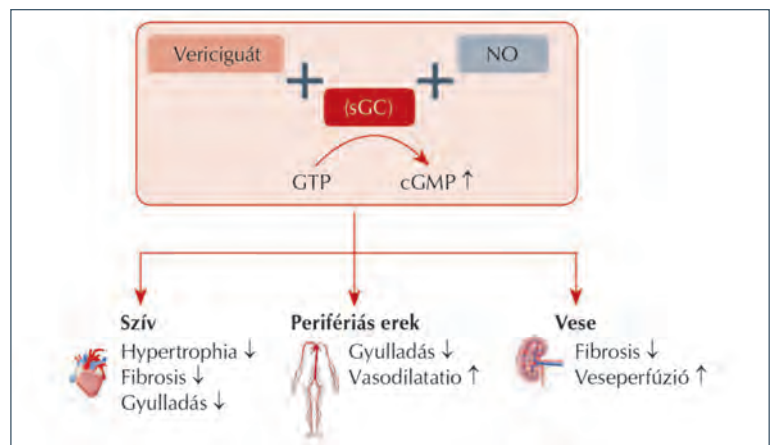 Vericiguát
NO
+
+
(sGC)
GTP
cGMP ↑
Szív
Hypertrophia ↓
Fibrosis ↓
Gyulladás ↓
Perifériás erek
Gyulladás ↓
Vasodilatatio ↑
Vese
Fibrosis ↓
Veseperfúzió ↑